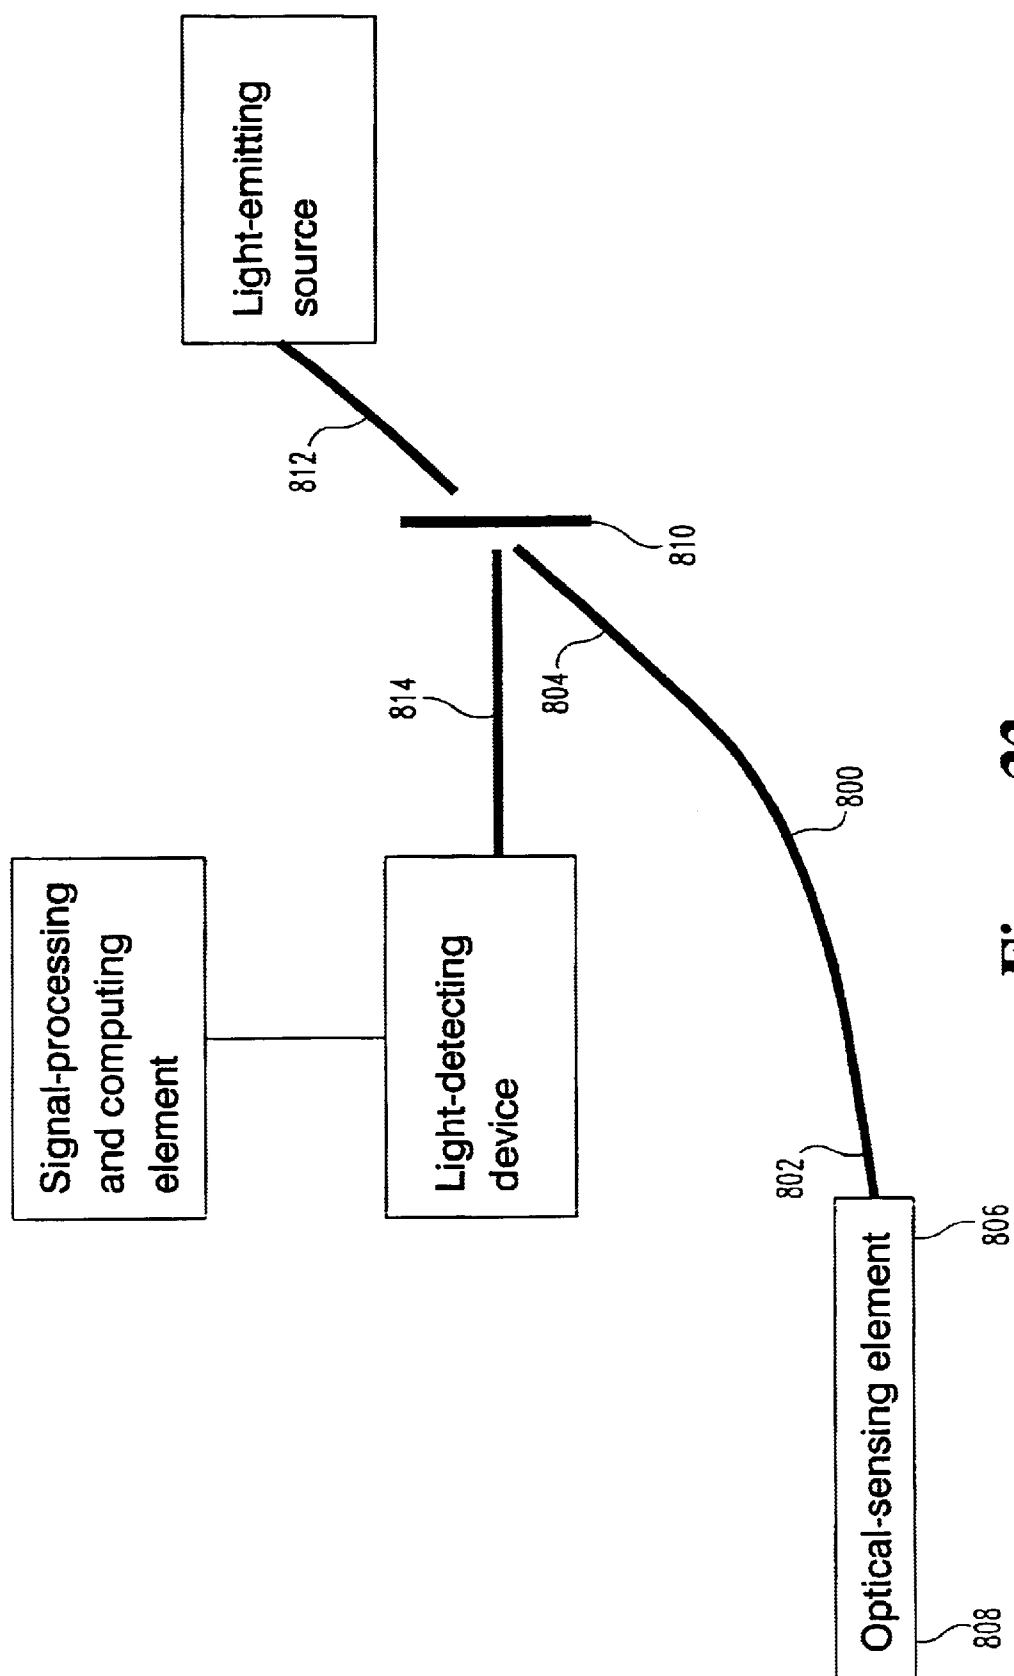 Signal-processing
and computing
element
Light-detecting
device
Light-emitting
source
812
810
814
804
800
802
Optical-sensing element
806
808